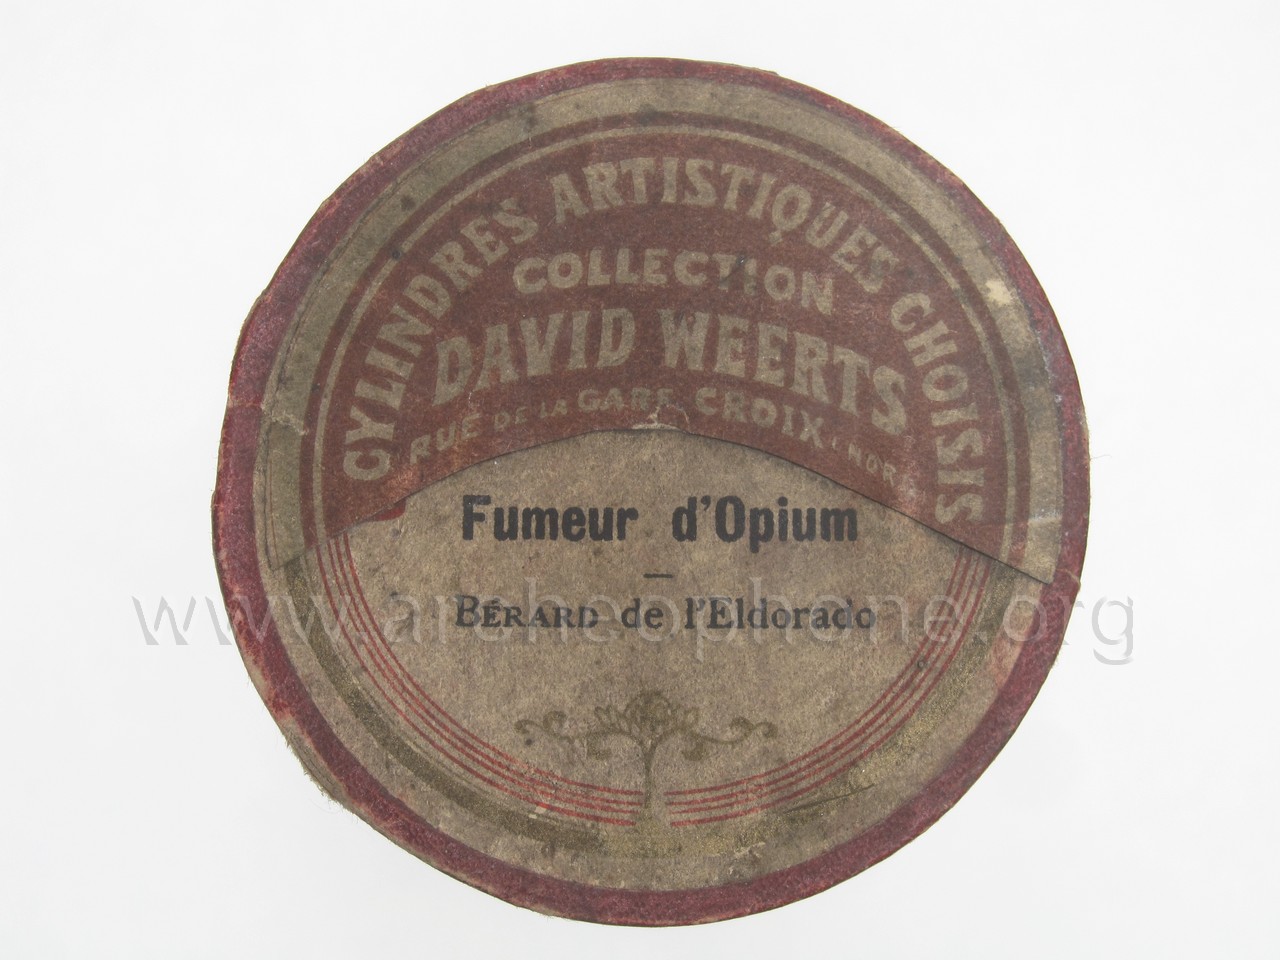 CYLINDRES ARTISTIQUES CHOISIS
COLLECTION
DAVID WEERTS
RUE DE LA GARE CROIX (NOR
Fumeur d'Opium
—
BÉRARD de l'Eldorado
www.archeophone.org